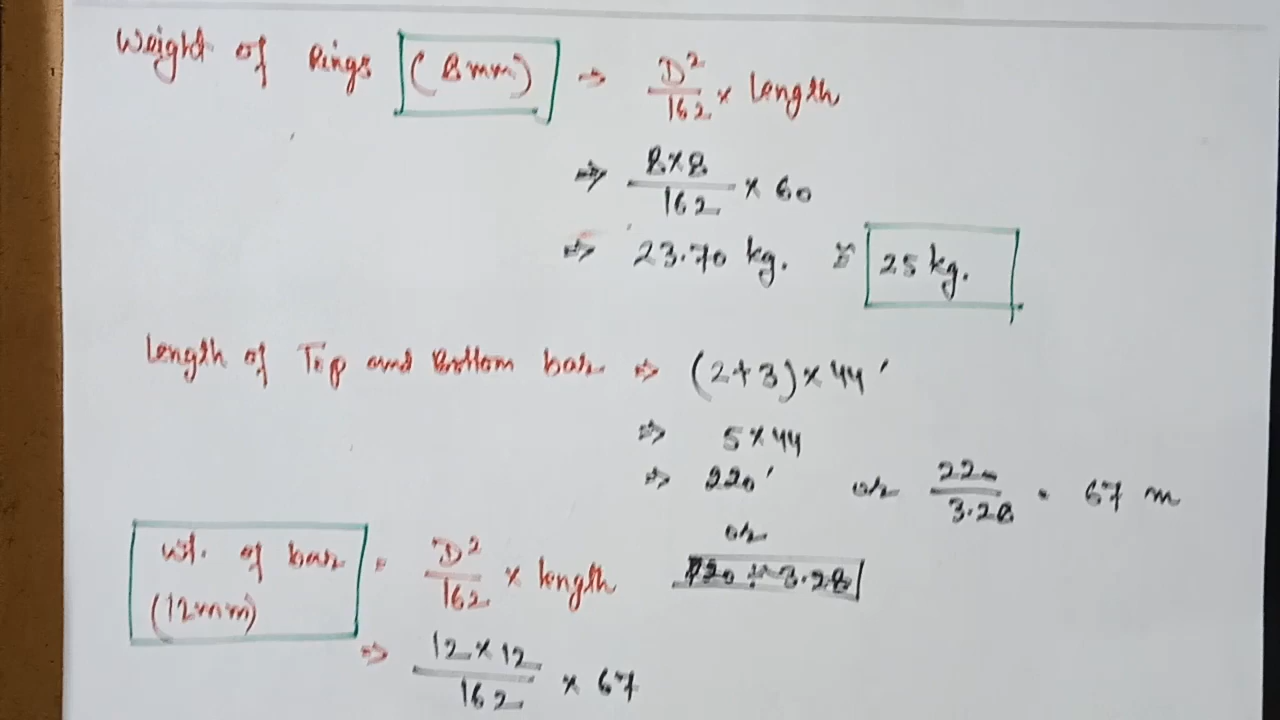 Weight of Rings (8mm) ⇒ D²/162 × length
⇒ 8×8/162 × 60
⇒ 23.70 kg. ≈ 25 kg.
Length of Top and Bottom bar ⇒ (2+3)×44'
⇒ 5×44
⇒ 220' or 220/3.28 = 67 m
or
÷ 3.28
wt. of bar (12mm) = D²/162 × length
⇒ 12×12/162 × 67